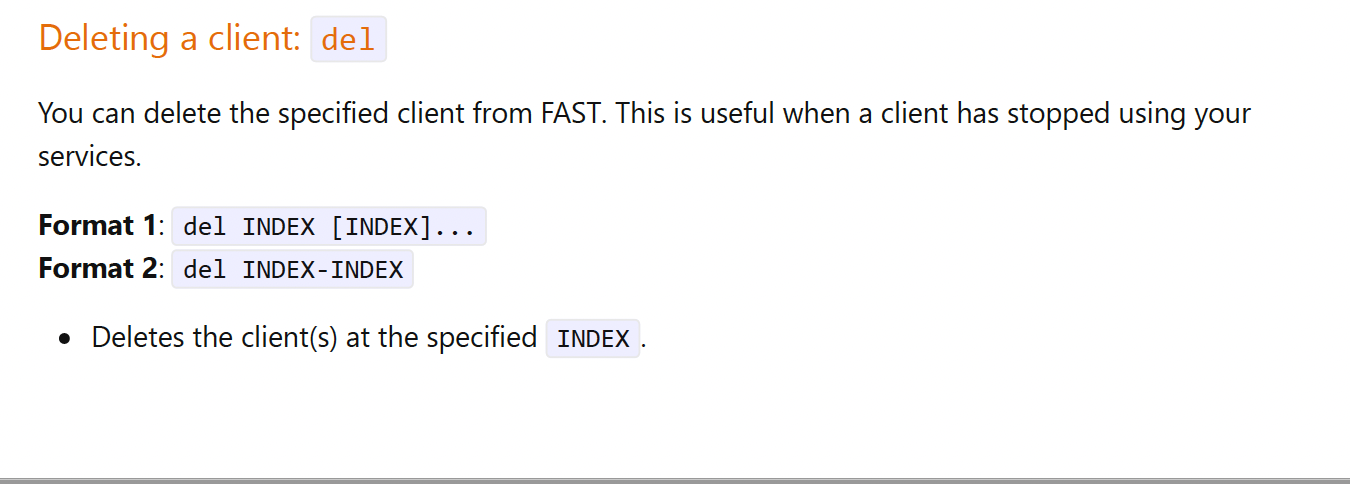 Deleting a client: del
You can delete the specified client from FAST. This is useful when a client has stopped using your
services.
Format 1: del INDEX [INDEX]...
Format 2: del INDEX-INDEX
• Deletes the client(s) at the specified INDEX.